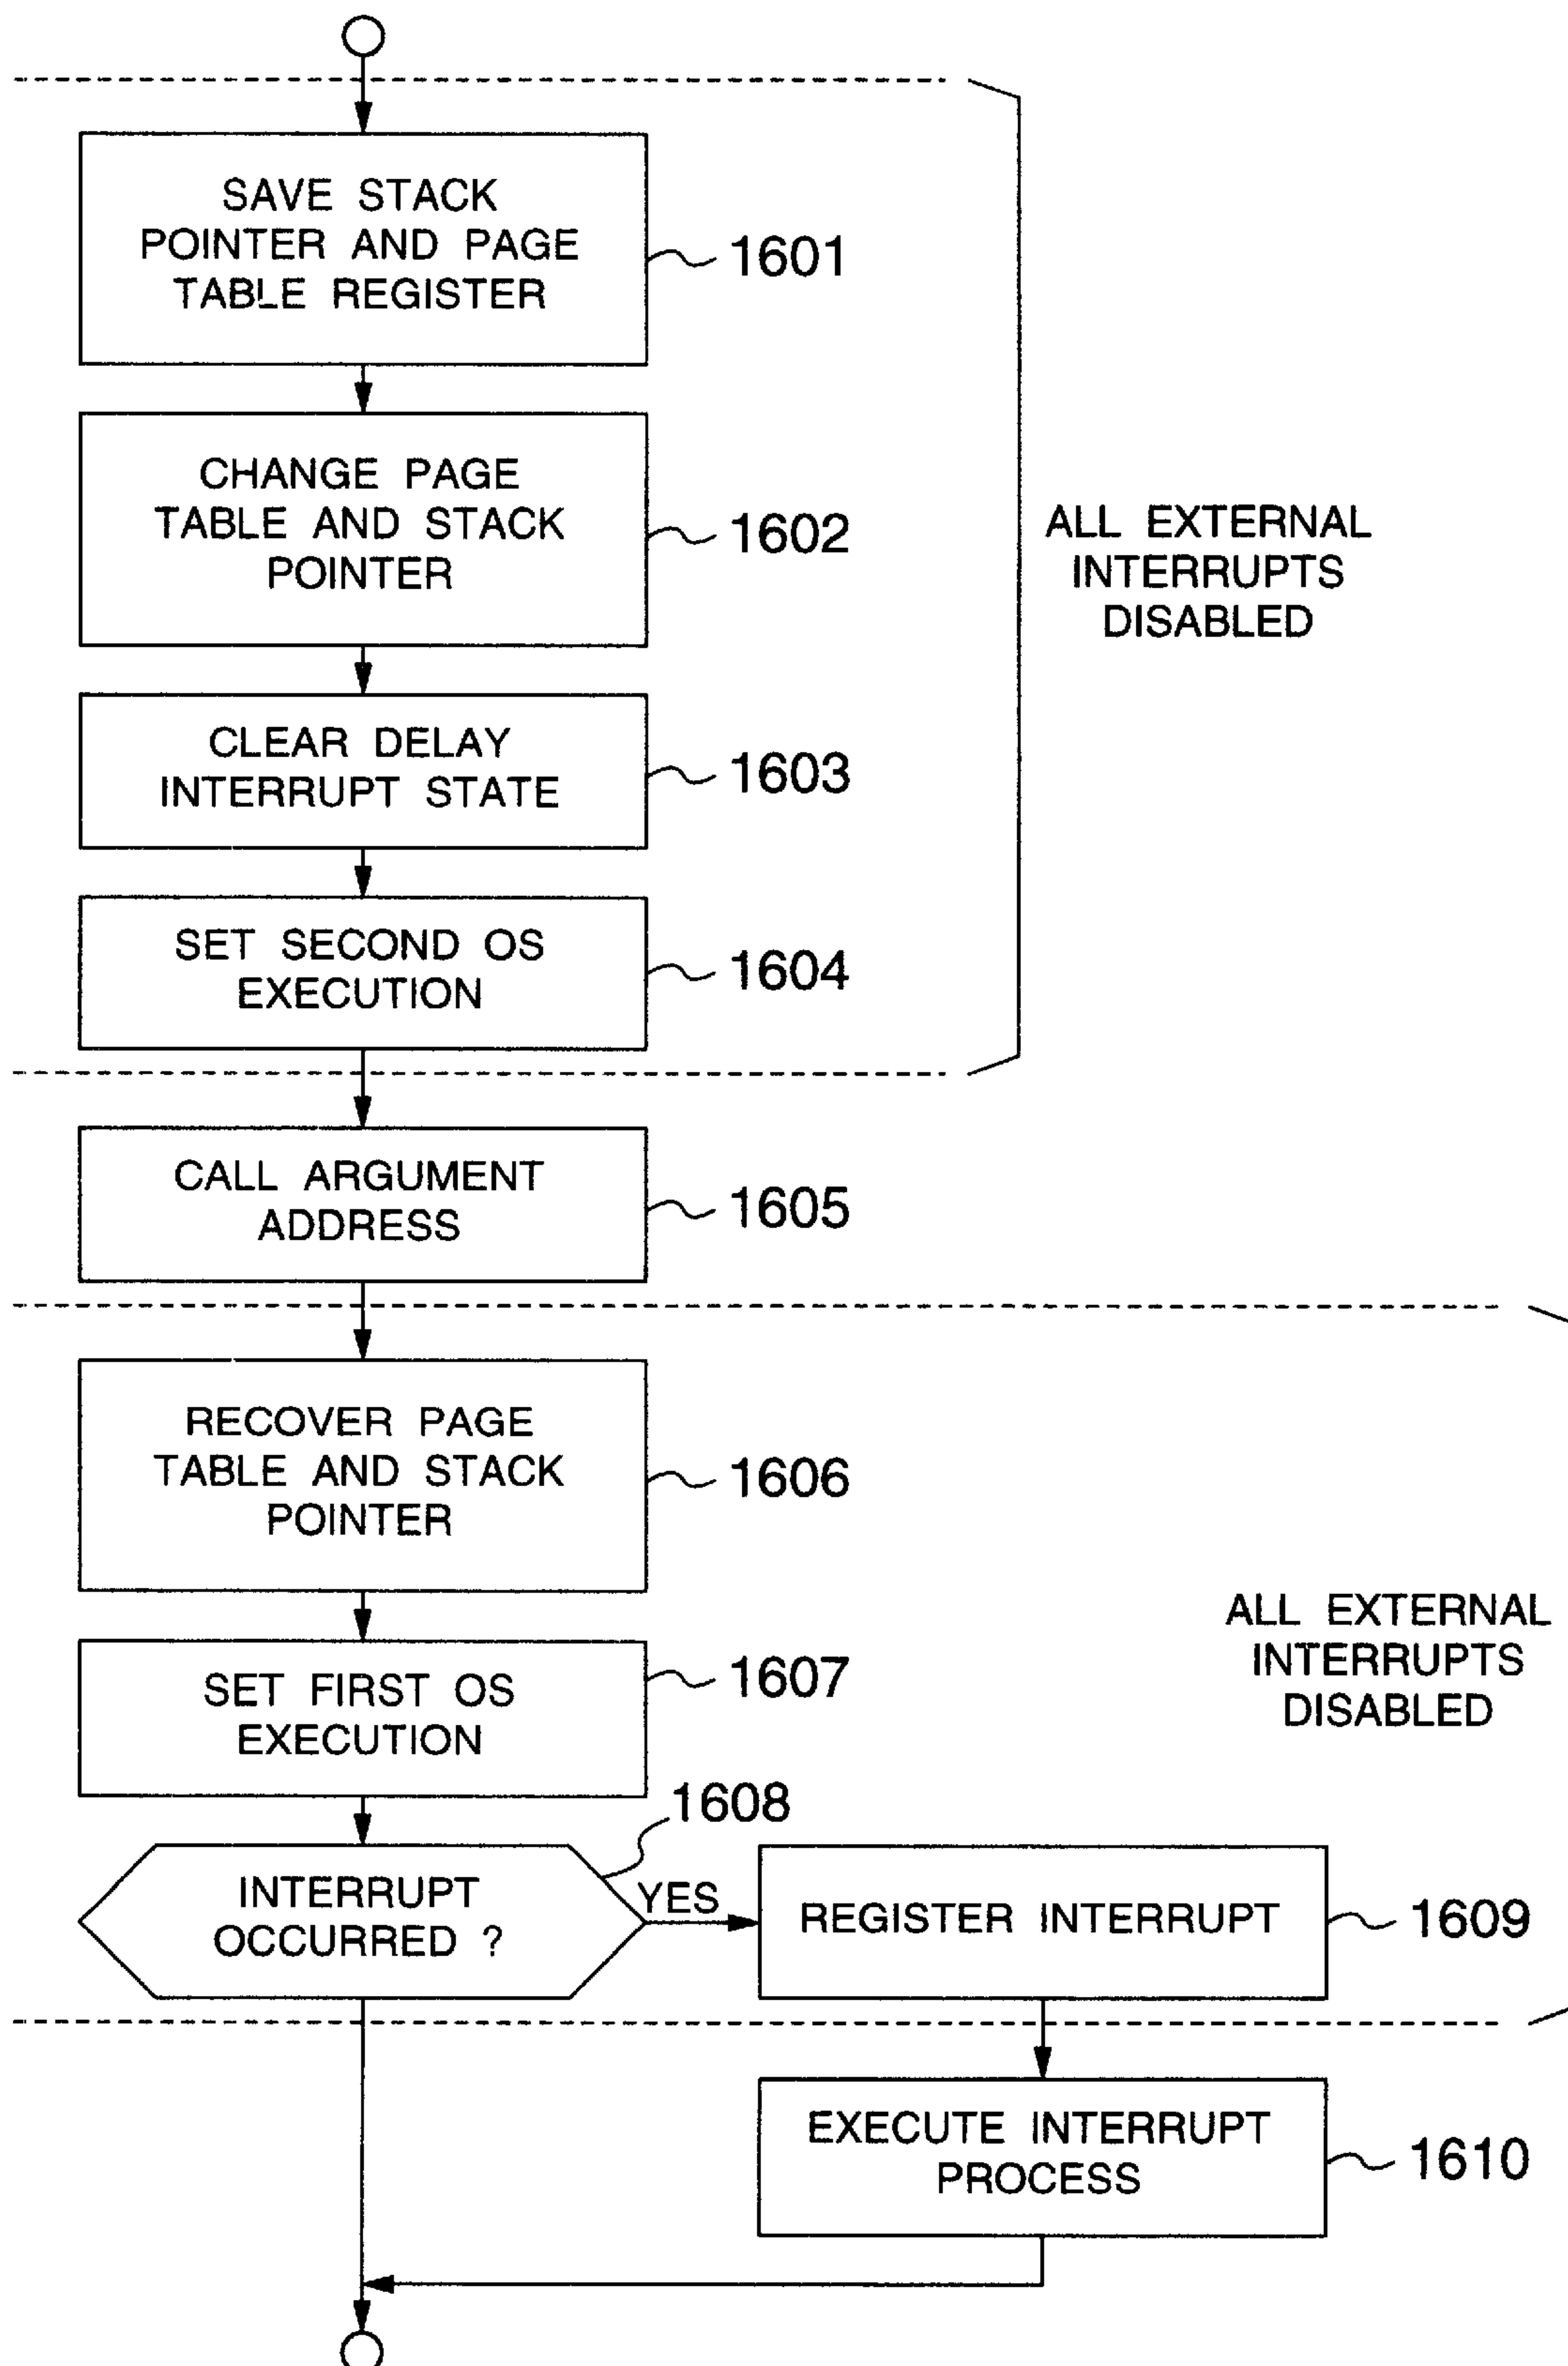 SAVE STACK
POINTER AND PAGE
TABLE REGISTER
1601
CHANGE PAGE
TABLE AND STACK
POINTER
1602
ALL EXTERNAL
INTERRUPTS
DISABLED
CLEAR DELAY
INTERRUPT STATE
1603
SET SECOND OS
EXECUTION
1604
CALL ARGUMENT
ADDRESS
1605
RECOVER PAGE
TABLE AND STACK
POINTER
1606
ALL EXTERNAL
INTERRUPTS
DISABLED
SET FIRST OS
EXECUTION
1607
1608
INTERRUPT
OCCURRED ?
YES
REGISTER INTERRUPT
1609
EXECUTE INTERRUPT
PROCESS
1610